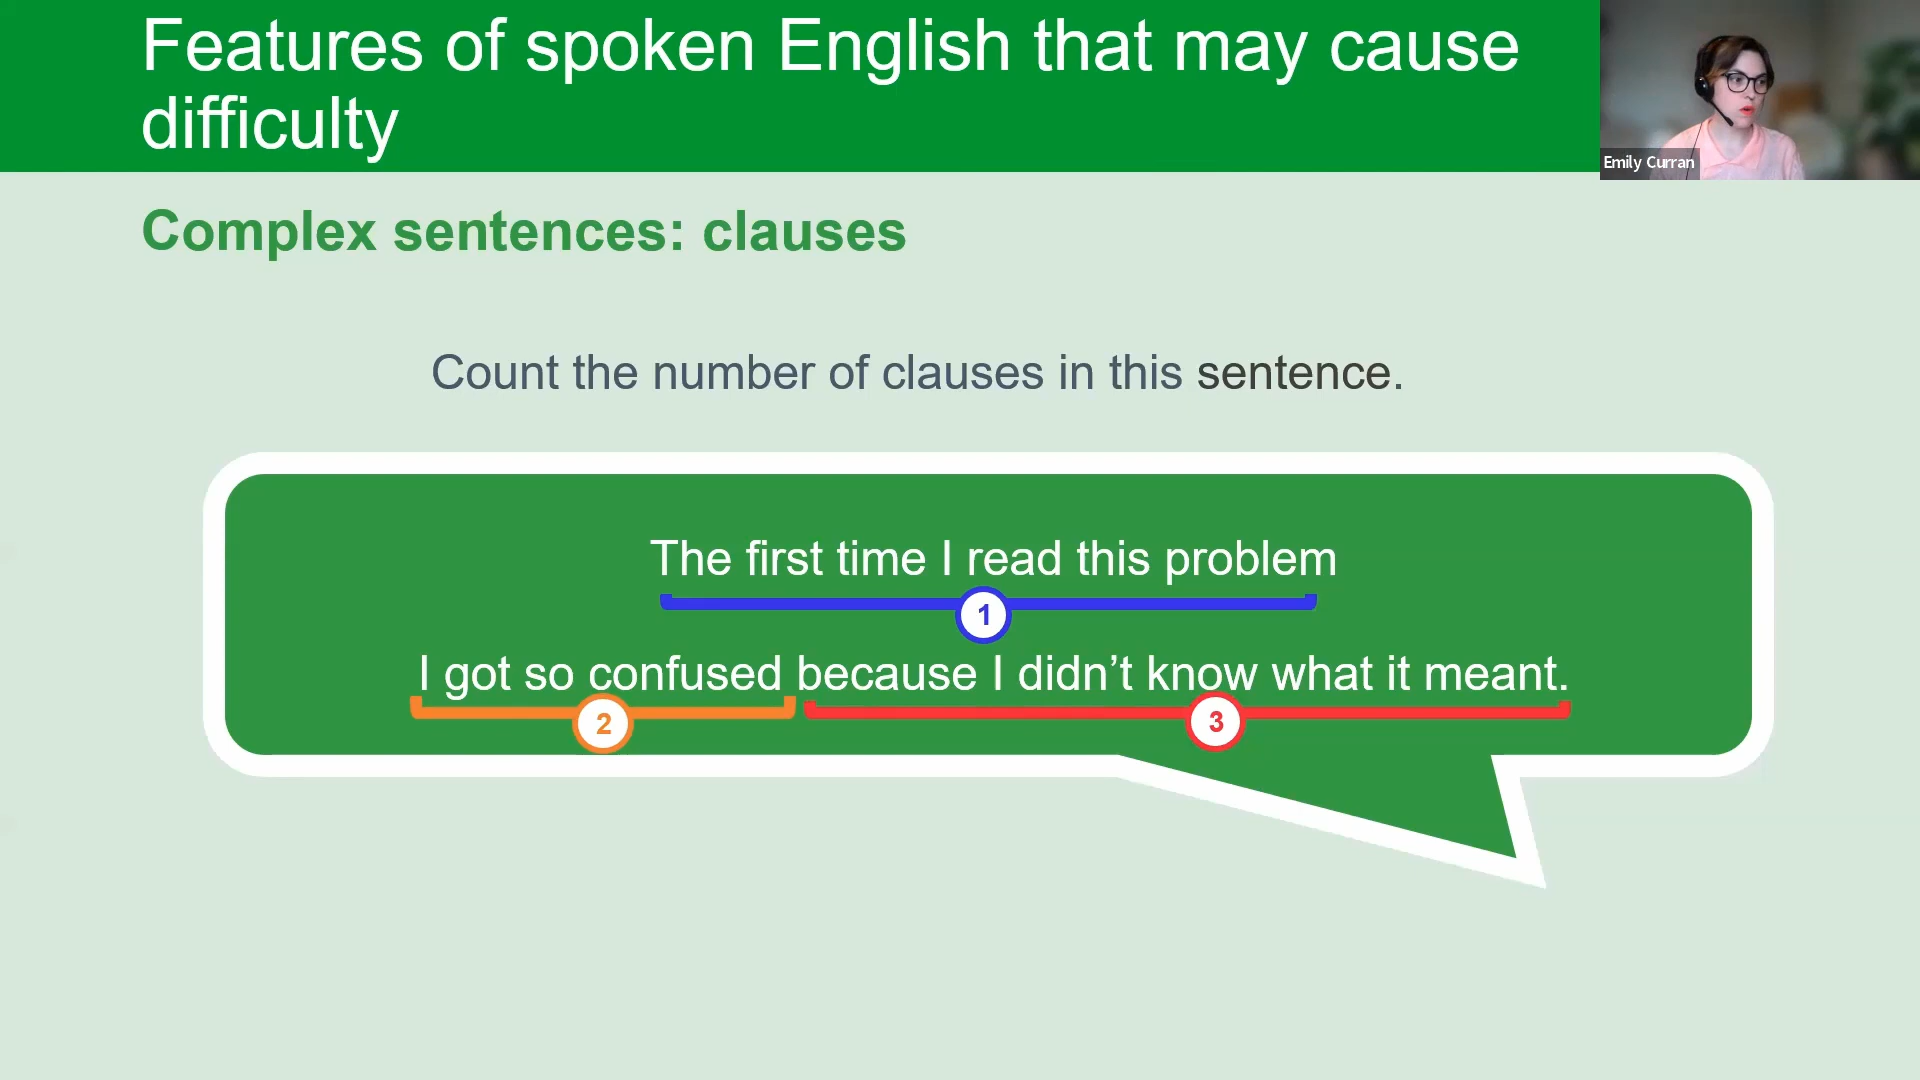 Features of spoken English that may cause
difficulty
Emily Curran
Complex sentences: clauses
Count the number of clauses in this sentence.
The first time I read this problem
1
I got so confused because I didn’t know what it meant.
2
3